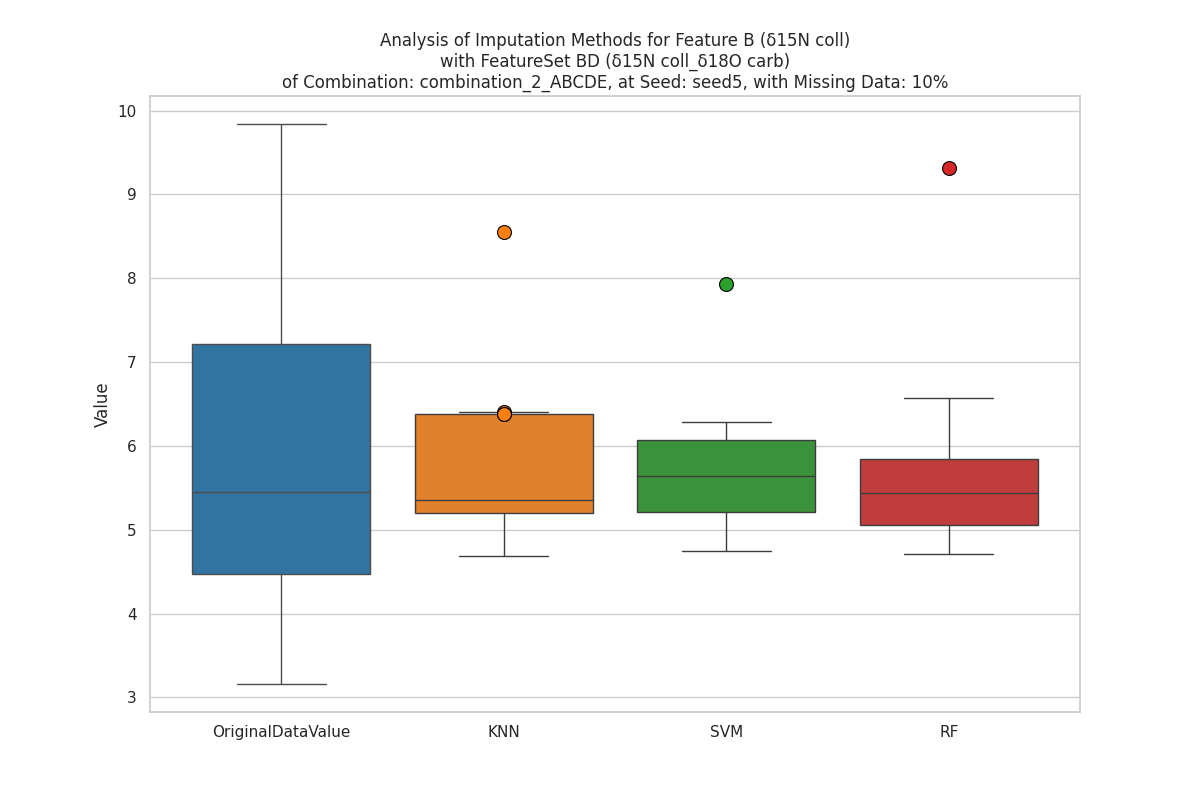 Analysis of Imputation Methods for Feature B (δ15N coll)
with FeatureSet BD (δ15N coll_δ18O carb)
of Combination: combination_2_ABCDE, at Seed: seed5, with Missing Data: 10%
10
9
8
7
6
5
4
3
Value
OriginalDataValue
KNN
SVM
RF